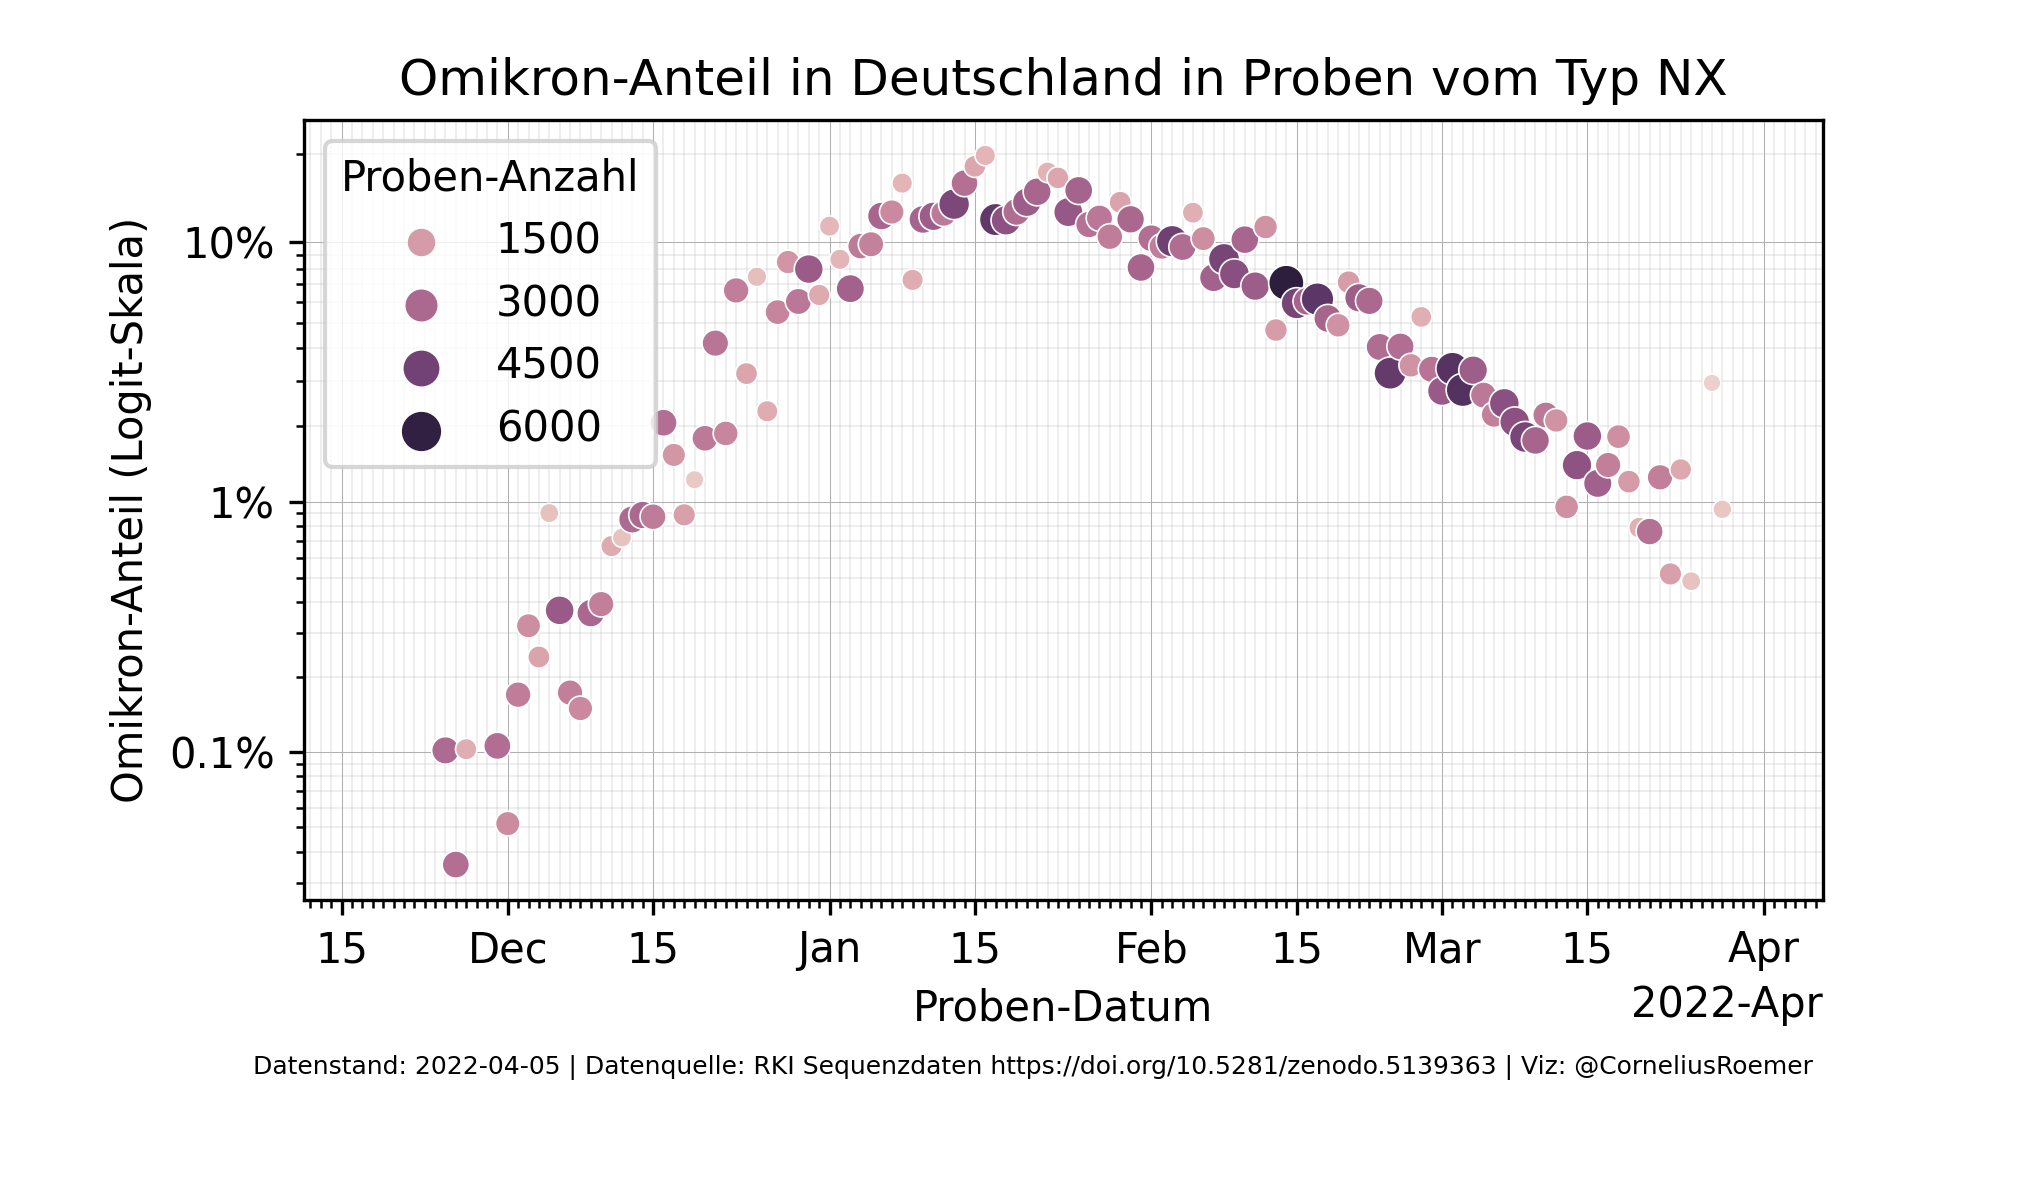 Omikron-Anteil in Deutschland in Proben vom Typ NX
Omikron-Anteil (Logit-Skala)
10%
1%
0.1%
Proben-Anzahl
1500
3000
4500
6000
15 Dec 15 Jan 15 Feb 15 Mar 15 Apr
Proben-Datum
2022-Apr
Datenstand: 2022-04-05 | Datenquelle: RKI Sequenzdaten https://doi.org/10.5281/zenodo.5139363 | Viz: @CorneliusRoemer